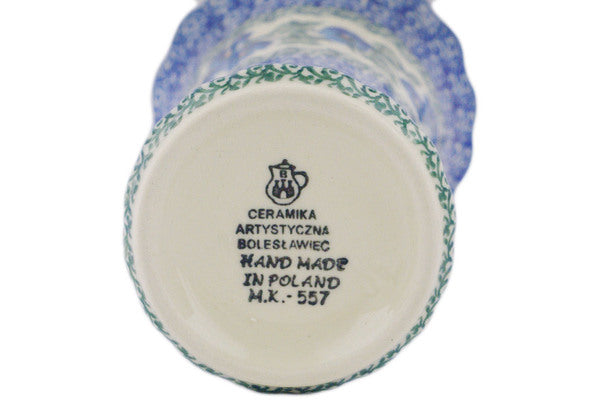 B
CERAMIKA
ARTYSTYCZNA
BOLESŁAWIEC
HAND MADE
IN POLAND
M.K.-557